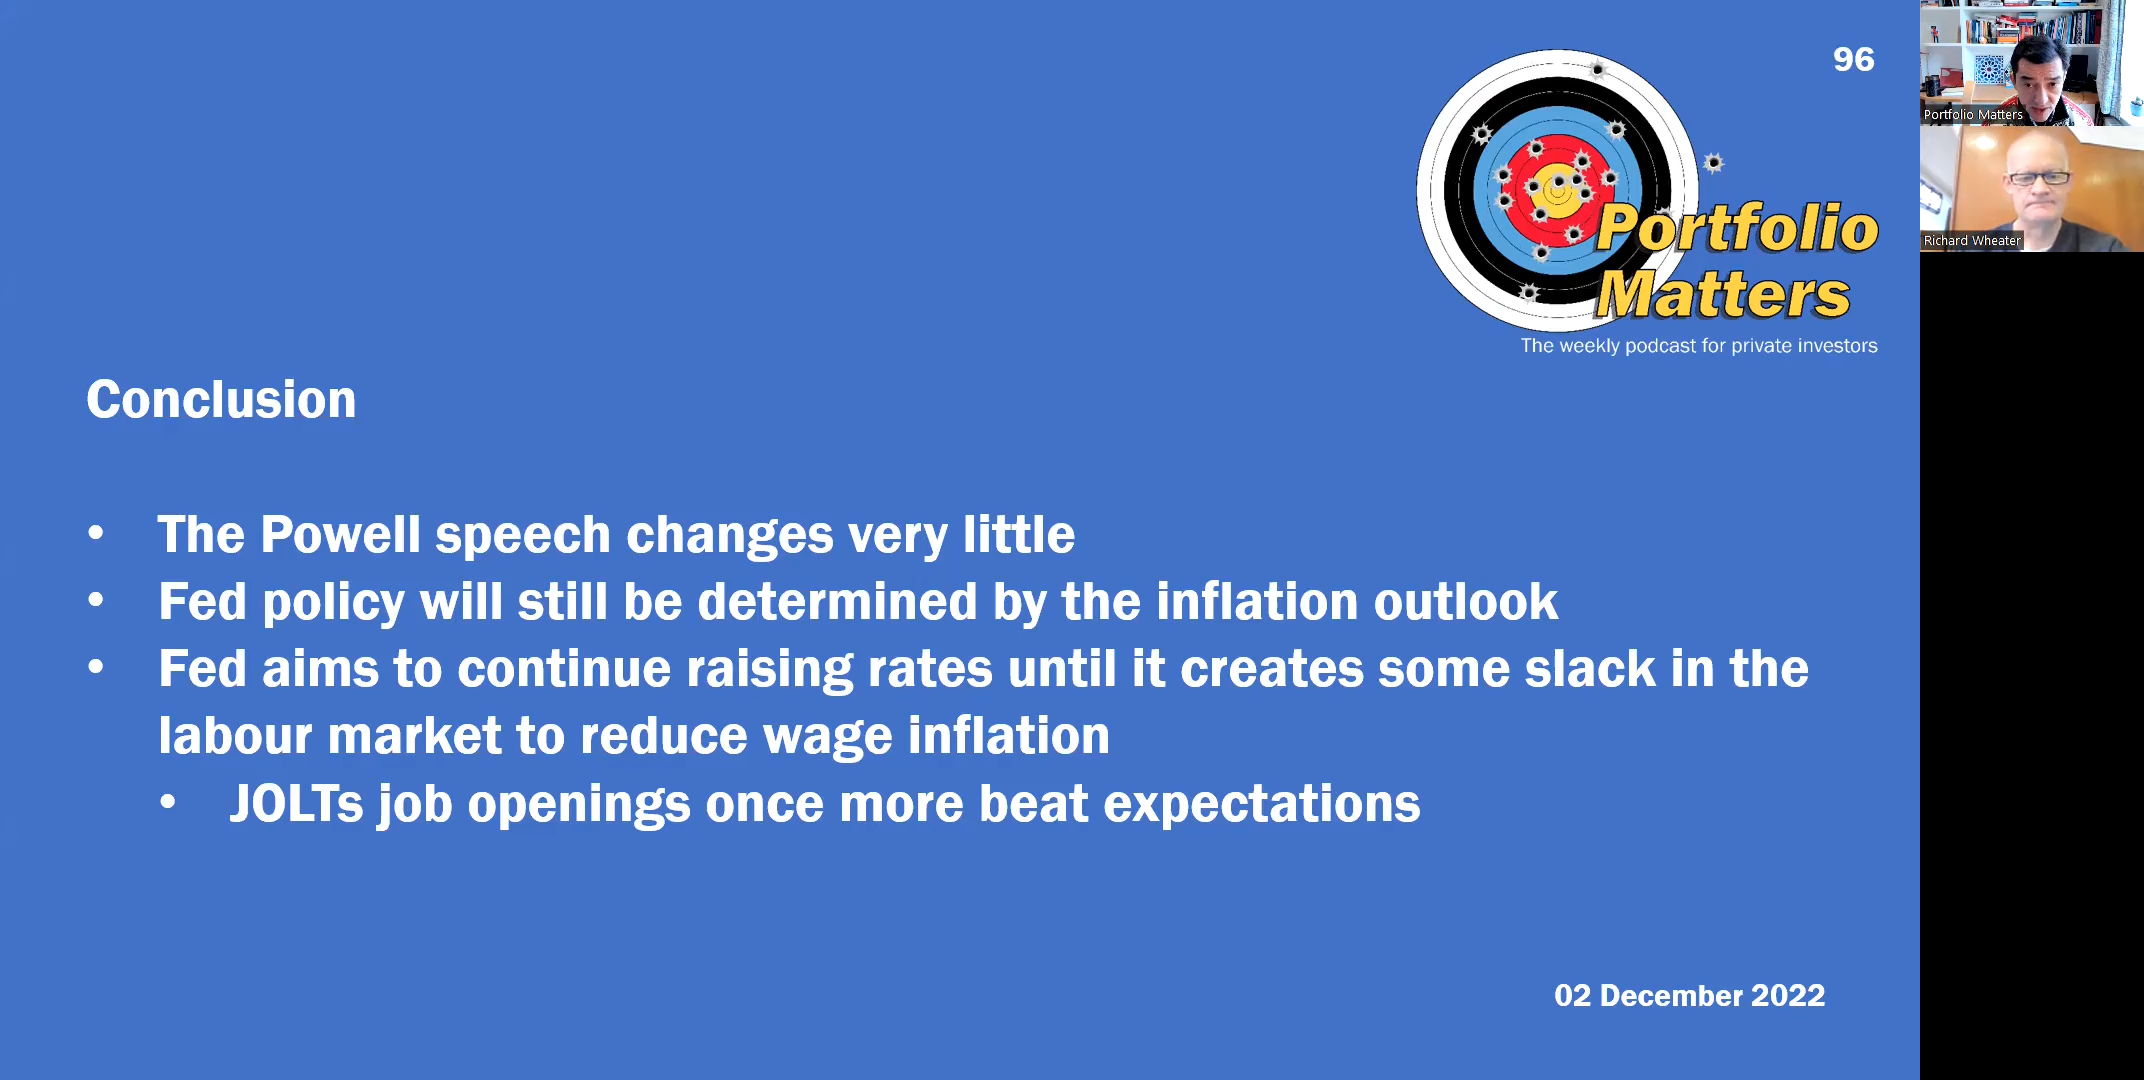 96
Portfolio
Matters
The weekly podcast for private investors
Conclusion
• The Powell speech changes very little
• Fed policy will still be determined by the inflation outlook
• Fed aims to continue raising rates until it creates some slack in the
labour market to reduce wage inflation
• JOLTs job openings once more beat expectations
02 December 2022
Portfolio Matters
Richard Wheater